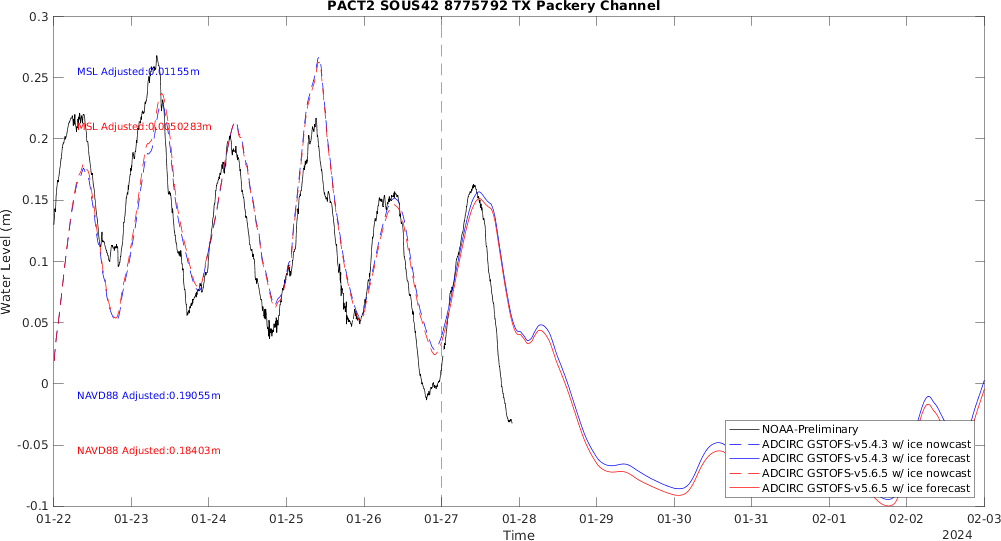 PACT2 SOUS42 8775792 TX Packery Channel
0.3
0.25
0.2
0.15
0.1
0.05
0
-0.05
-0.1
Water Level (m)
MSL Adjusted:0.01155m
MSL Adjusted:0.0050283m
NAVD88 Adjusted:0.19055m
NAVD88 Adjusted:0.18403m
NOAA-Preliminary
ADCIRC GSTOFS-v5.4.3 w/ ice nowcast
ADCIRC GSTOFS-v5.4.3 w/ ice forecast
ADCIRC GSTOFS-v5.6.5 w/ ice nowcast
ADCIRC GSTOFS-v5.6.5 w/ ice forecast
01-22 01-23 01-24 01-25 01-26 01-27 01-28 01-29 01-30 01-31 02-01 02-02 02-03
Time
2024